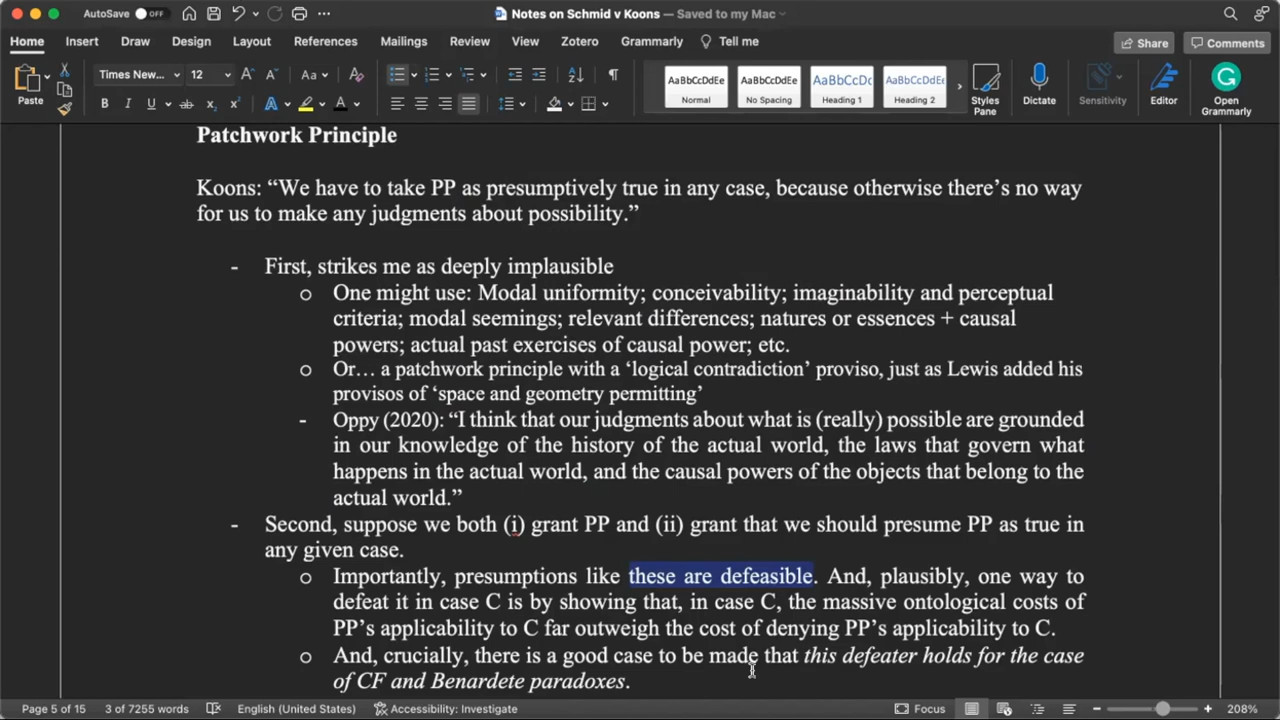 AutoSave OFF ··· Notes on Schmid v Koons — Saved to my Mac
Home Insert Draw Design Layout References Mailings Review View Zotero Grammarly Tell me Share Comments
Paste Times New... 12 A A Aa A ¶ AaBbCcDdEe AaBbCcDdEe AaBbCcDc AaBbCcDdEe
Normal No Spacing Heading 1 Heading 2 Styles Pane Dictate Sensitivity Editor Open Grammarly
B I U ab x₂ x² A A
Patchwork Principle
Koons: “We have to take PP as presumptively true in any case, because otherwise there’s no way
for us to make any judgments about possibility.”
- First, strikes me as deeply implausible
o One might use: Modal uniformity; conceivability; imaginability and perceptual
criteria; modal seemings; relevant differences; natures or essences + causal
powers; actual past exercises of causal power; etc.
o Or… a patchwork principle with a ‘logical contradiction’ proviso, just as Lewis added his
provisos of ‘space and geometry permitting’
- Oppy (2020): “I think that our judgments about what is (really) possible are grounded
in our knowledge of the history of the actual world, the laws that govern what
happens in the actual world, and the causal powers of the objects that belong to the
actual world.”
- Second, suppose we both (i) grant PP and (ii) grant that we should presume PP as true in
any given case.
o Importantly, presumptions like these are defeasible. And, plausibly, one way to
defeat it in case C is by showing that, in case C, the massive ontological costs of
PP’s applicability to C far outweigh the cost of denying PP’s applicability to C.
o And, crucially, there is a good case to be made that this defeater holds for the case
of CF and Benardete paradoxes.
Page 5 of 15 3 of 7255 words English (United States) Accessibility: Investigate Focus 208%